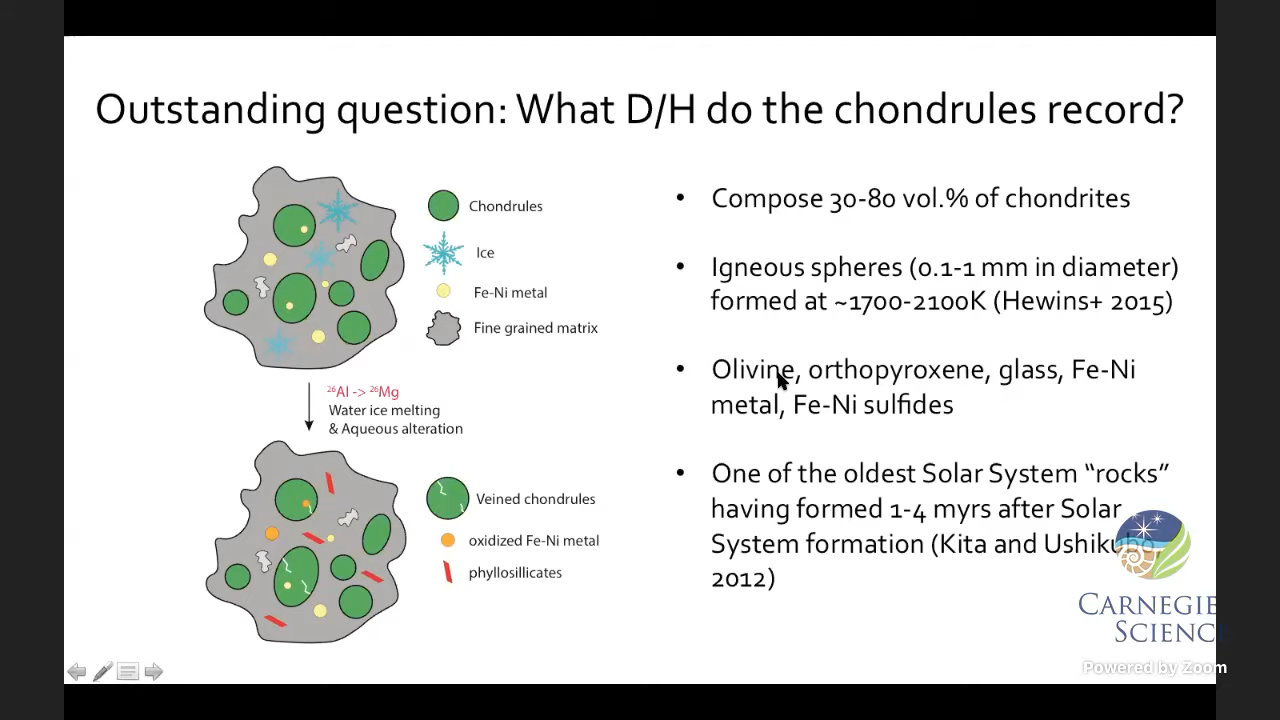 Outstanding question: What D/H do the chondrules record?
Chondrules
Ice
Fe-Ni metal
Fine grained matrix
26Al -> 26Mg
Water ice melting
& Aqueous alteration
Veined chondrules
oxidized Fe-Ni metal
phyllosillicates
• Compose 30-80 vol.% of chondrites
• Igneous spheres (0.1-1 mm in diameter)
formed at ~1700-2100K (Hewins+ 2015)
• Olivine, orthopyroxene, glass, Fe-Ni
metal, Fe-Ni sulfides
• One of the oldest Solar System “rocks”
having formed 1-4 myrs after Solar
System formation (Kita and Ushikubo
2012)
CARNEGIE
SCIENCE
Powered by Zoom